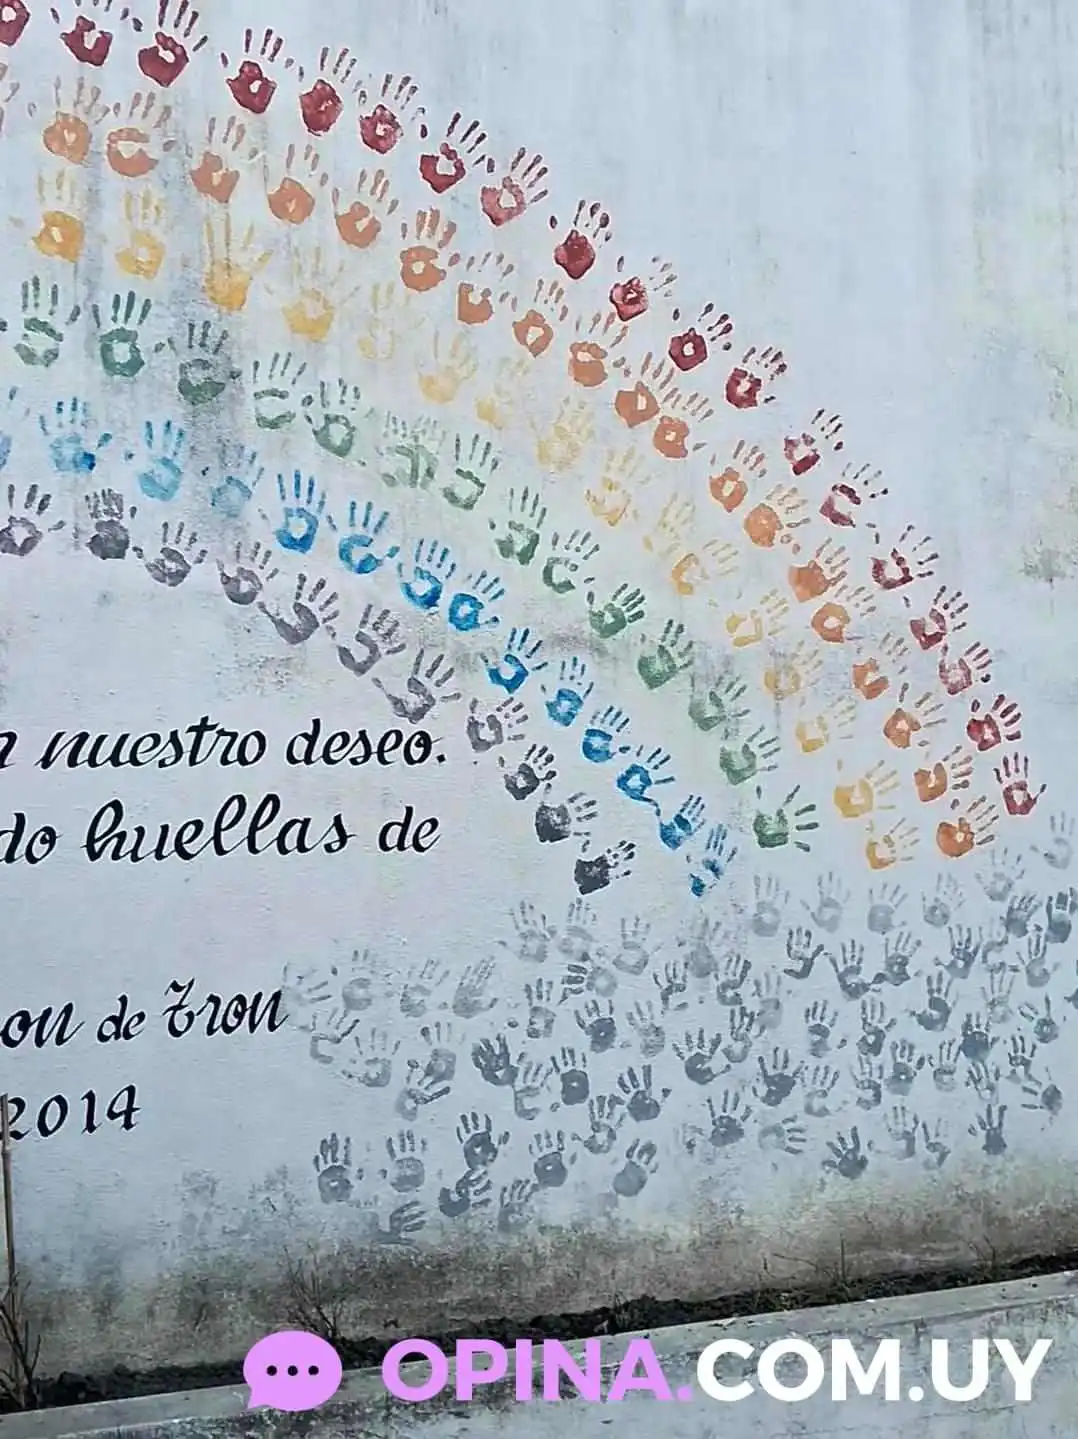 nuestro deseo.
do huellas de
on de Tron
2014
OPINA.COM.UY